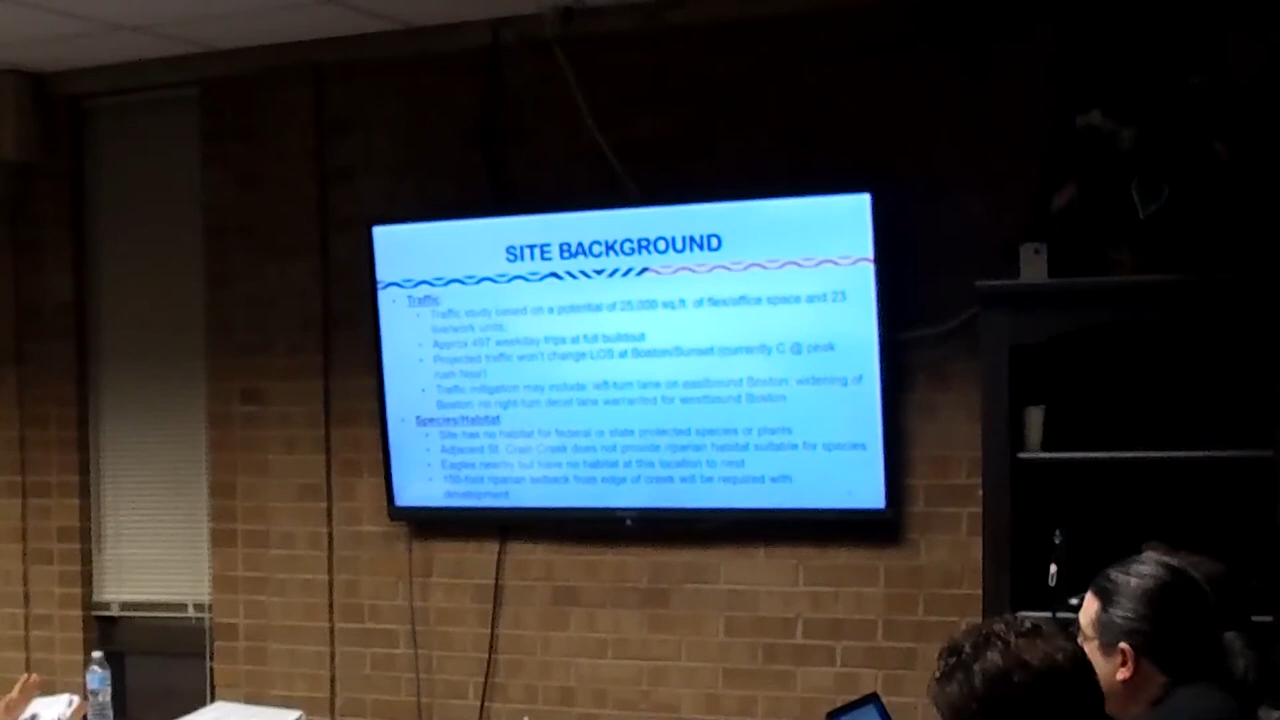 SITE BACKGROUND
Traffic
Traffic study based on a potential of 25,000 sq.ft. of flex/office space and 23
live/work units;
Approx 497 weekday trips at full buildout
Projected traffic won't change LOS at Boston/Sunset (currently C @ peak
rush hour)
Traffic mitigation may include: left-turn lane on eastbound Boston; widening of
Boston; no right-turn decel lane warranted for westbound Boston
Species/Habitat
Site has no habitat for federal or state protected species or plants
Adjacent St. Creek does not provide riparian habitat suitable for species
Eagles nearby but have no habitat at this location to nest
150-foot riparian setback from edge of creek will be required with
development